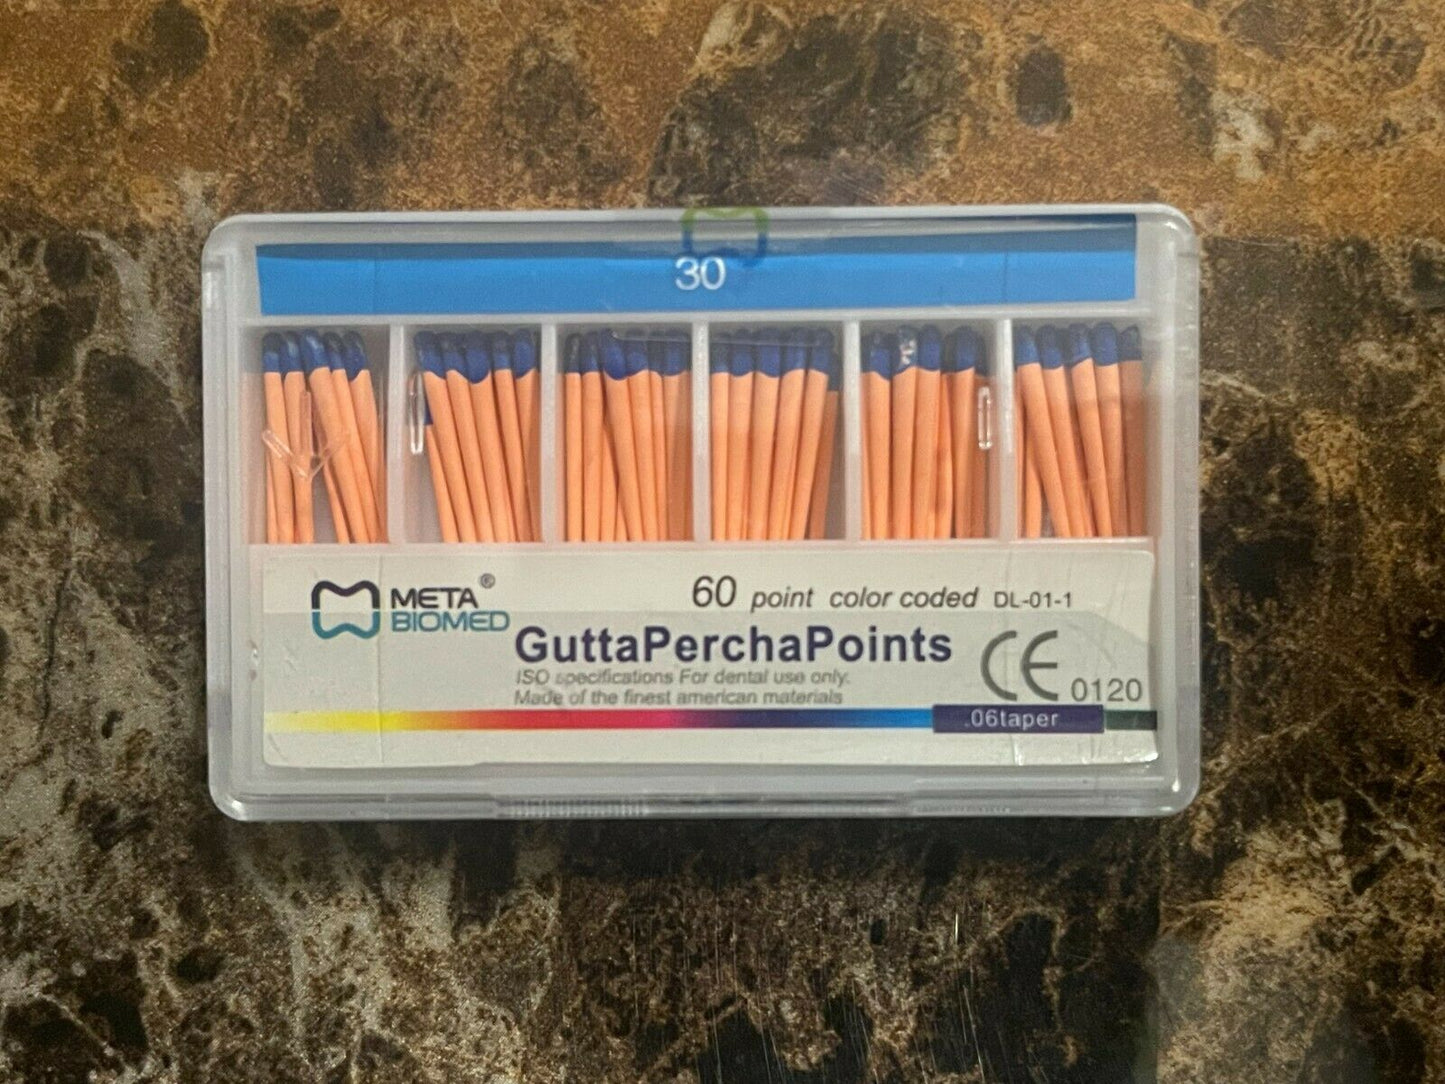 30
META®
BIOMED
60 point color coded DL-01-1
GuttaPerchaPoints
ISO specifications For dental use only.
Made of the finest american materials
CE 0120
.06taper